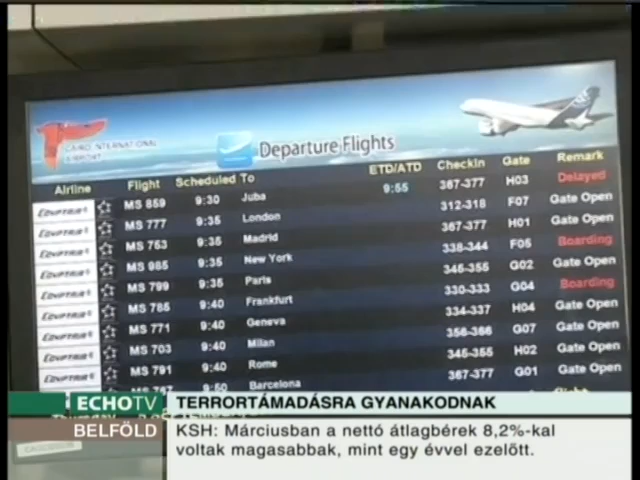 CAIRO INTERNATIONAL
AIRPORT
Departure Flights
Airline Flight Scheduled To ETD/ATD Checkin Gate Remark
EGYPTAIR MS 859 9:30 Juba 9:55 367-377 H03 Delayed
EGYPTAIR MS 777 9:35 London 312-318 F07 Gate Open
EGYPTAIR MS 753 9:35 Madrid 367-377 H01 Gate Open
EGYPTAIR MS 985 9:35 New York 338-344 F05 Boarding
EGYPTAIR MS 799 9:35 Paris 345-355 G02 Gate Open
EGYPTAIR MS 785 9:40 Frankfurt 330-333 G04 Boarding
EGYPTAIR MS 771 9:40 Geneva 334-337 H04 Gate Open
EGYPTAIR MS 703 9:40 Milan 356-366 G07 Gate Open
EGYPTAIR MS 791 9:40 Rome 345-355 H02 Gate Open
9:50 Barcelona 367-377 G01 Gate Open
ECHOTV TERRORTÁMADÁSRA GYANAKODNAK
BELFÖLD
KSH: Márciusban a nettó átlagbérek 8,2%-kal
voltak magasabbak, mint egy évvel ezelőtt.